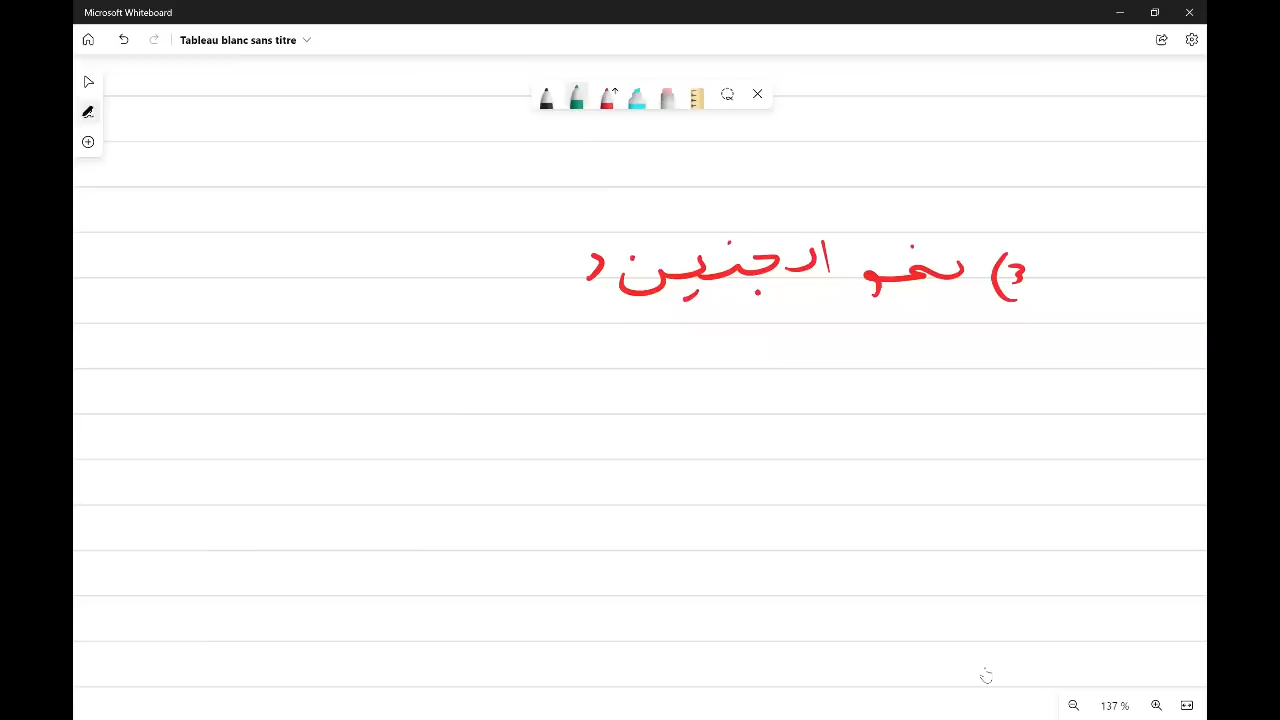 Microsoft Whiteboard
Tableau blanc sans titre
3) نمو الجنين
137 %